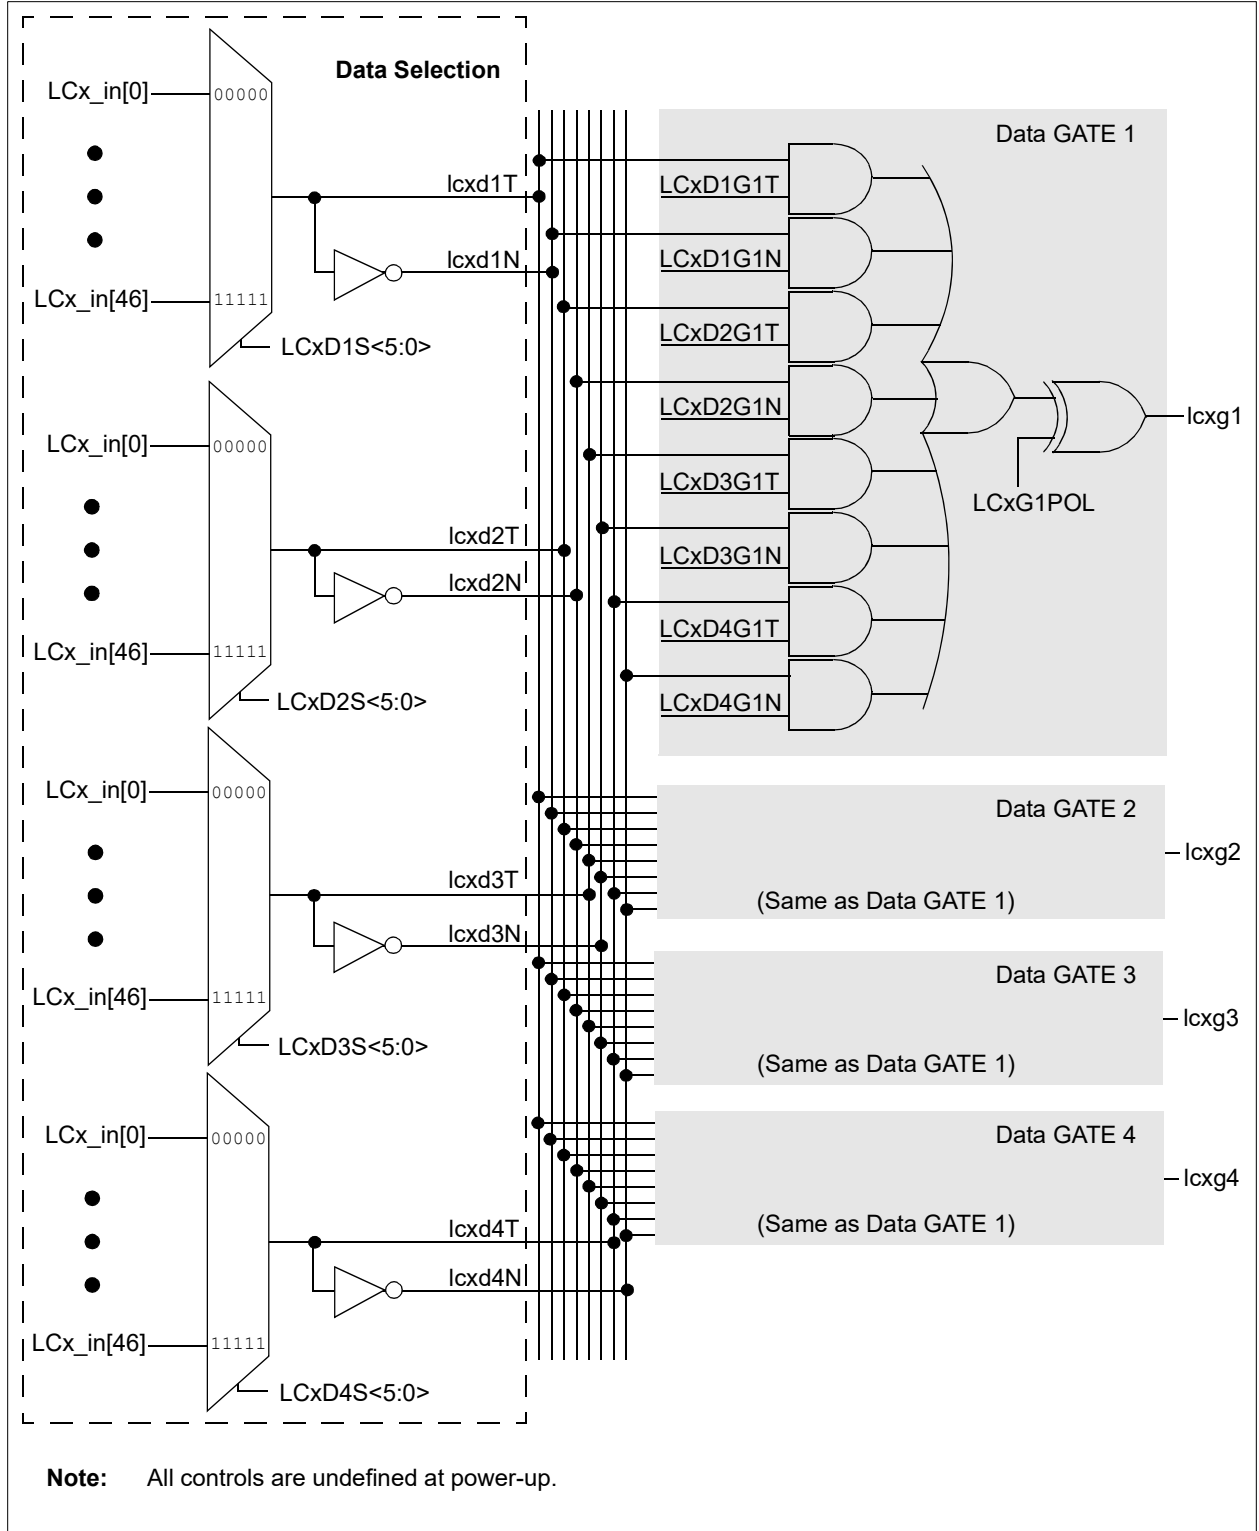 Data Selection
LCx_in[0]
00000
LCx_in[46]
11111
LCxD1S<5:0>
lcxd1T
lcxd1N
LCx_in[0]
00000
LCx_in[46]
11111
LCxD2S<5:0>
lcxd2T
lcxd2N
LCx_in[0]
00000
LCx_in[46]
11111
LCxD3S<5:0>
lcxd3T
lcxd3N
LCx_in[0]
00000
LCx_in[46]
11111
LCxD4S<5:0>
lcxd4T
lcxd4N
Data GATE 1
LCxD1G1T
LCxD1G1N
LCxD2G1T
LCxD2G1N
LCxD3G1T
LCxD3G1N
LCxD4G1T
LCxD4G1N
LCxG1POL
lcxg1
Data GATE 2
(Same as Data GATE 1)
lcxg2
Data GATE 3
(Same as Data GATE 1)
lcxg3
Data GATE 4
(Same as Data GATE 1)
lcxg4
Note: All controls are undefined at power-up.